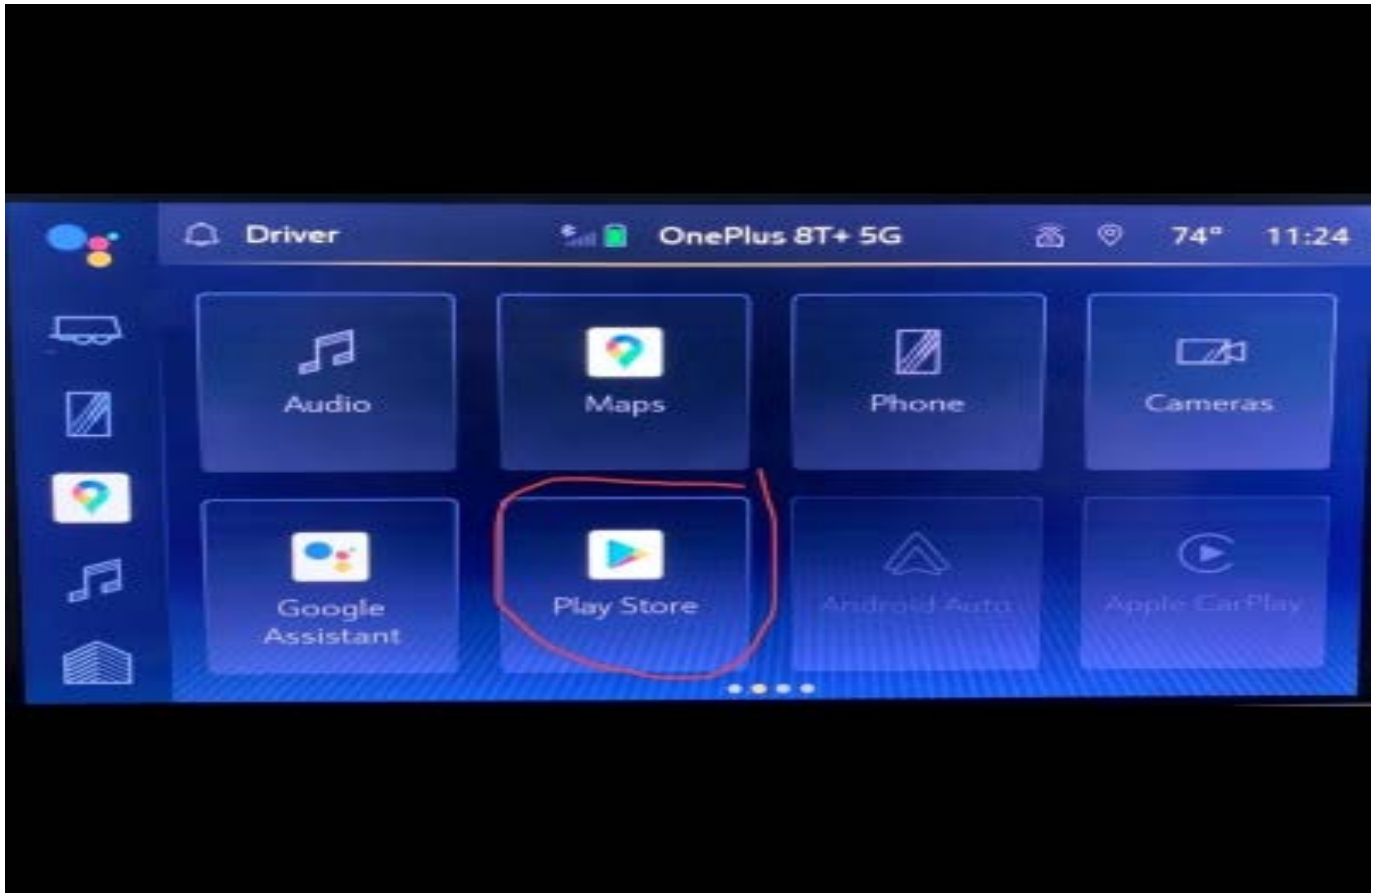 Driver
OnePlus 8T+ 5G
74°
11:24
Audio
Maps
Phone
Cameras
Google
Assistant
Play Store
Android Auto
Apple CarPlay